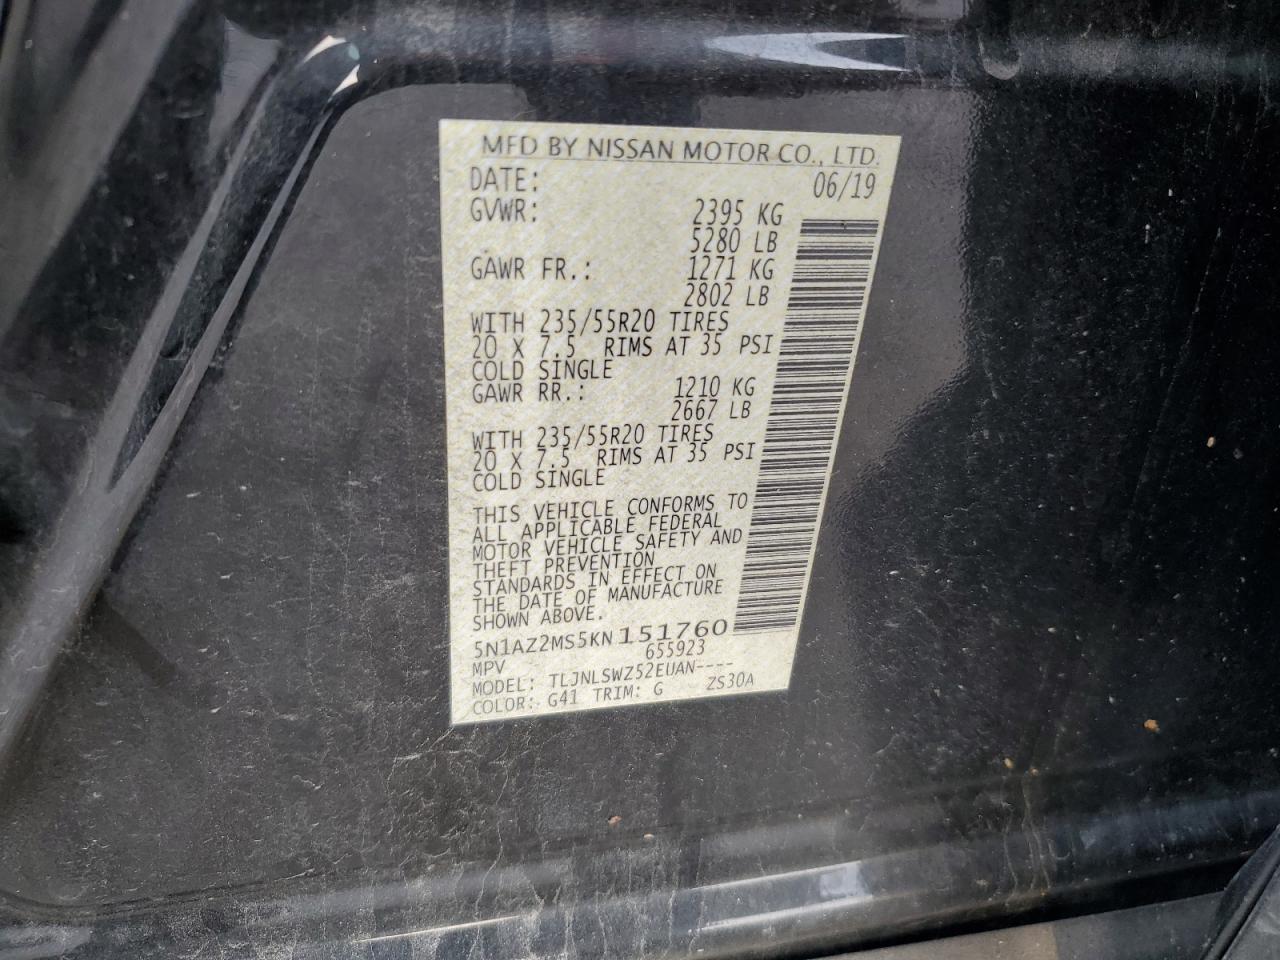 MFD BY NISSAN MOTOR CO., LTD.
DATE: 06/19
GVWR: 2395 KG
5280 LB
GAWR FR.: 1271 KG
2802 LB
WITH 235/55R20 TIRES
20 X 7.5 RIMS AT 35 PSI
COLD SINGLE
GAWR RR.: 1210 KG
2667 LB
WITH 235/55R20 TIRES
20 X 7.5 RIMS AT 35 PSI
COLD SINGLE
THIS VEHICLE CONFORMS TO
ALL APPLICABLE FEDERAL
MOTOR VEHICLE SAFETY AND
THEFT PREVENTION
STANDARDS IN EFFECT ON
THE DATE OF MANUFACTURE
SHOWN ABOVE.
5N1AZ2MS5KN151760
MPV 655923
MODEL: TLJNLSWZ52EUAN----
COLOR: G41 TRIM: G ZS30A